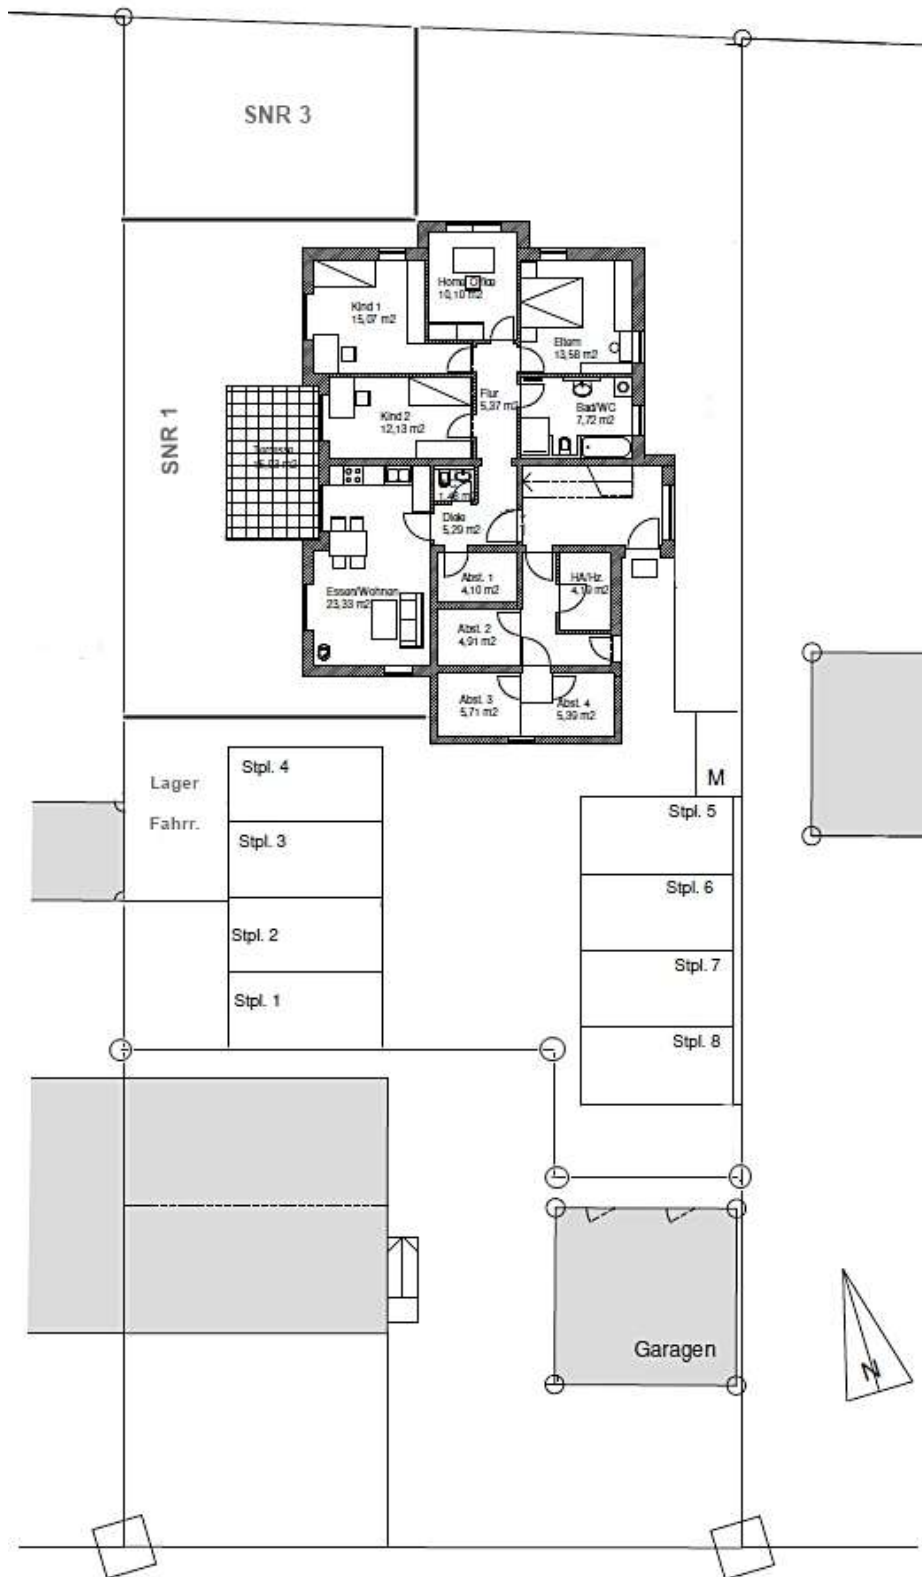 SNR 3
Home Office
10,10 m2
Kind 1
15,07 m2
Eltern
13,58 m2
Flur
5,37 m2
Bad/WC
7,72 m2
Kind 2
12,13 m2
SNR 1
Terrasse
Diele
5,29 m2
Abst. 1
4,10 m2
HA/Hz.
4,19 m2
Essen/Wohnen
23,33 m2
Abst. 2
4,91 m2
Abst. 3
5,71 m2
Abst. 4
5,39 m2
Stpl. 4
Lager
Fahrr.
M
Stpl. 5
Stpl. 3
Stpl. 6
Stpl. 2
Stpl. 7
Stpl. 1
Stpl. 8
Garagen
N